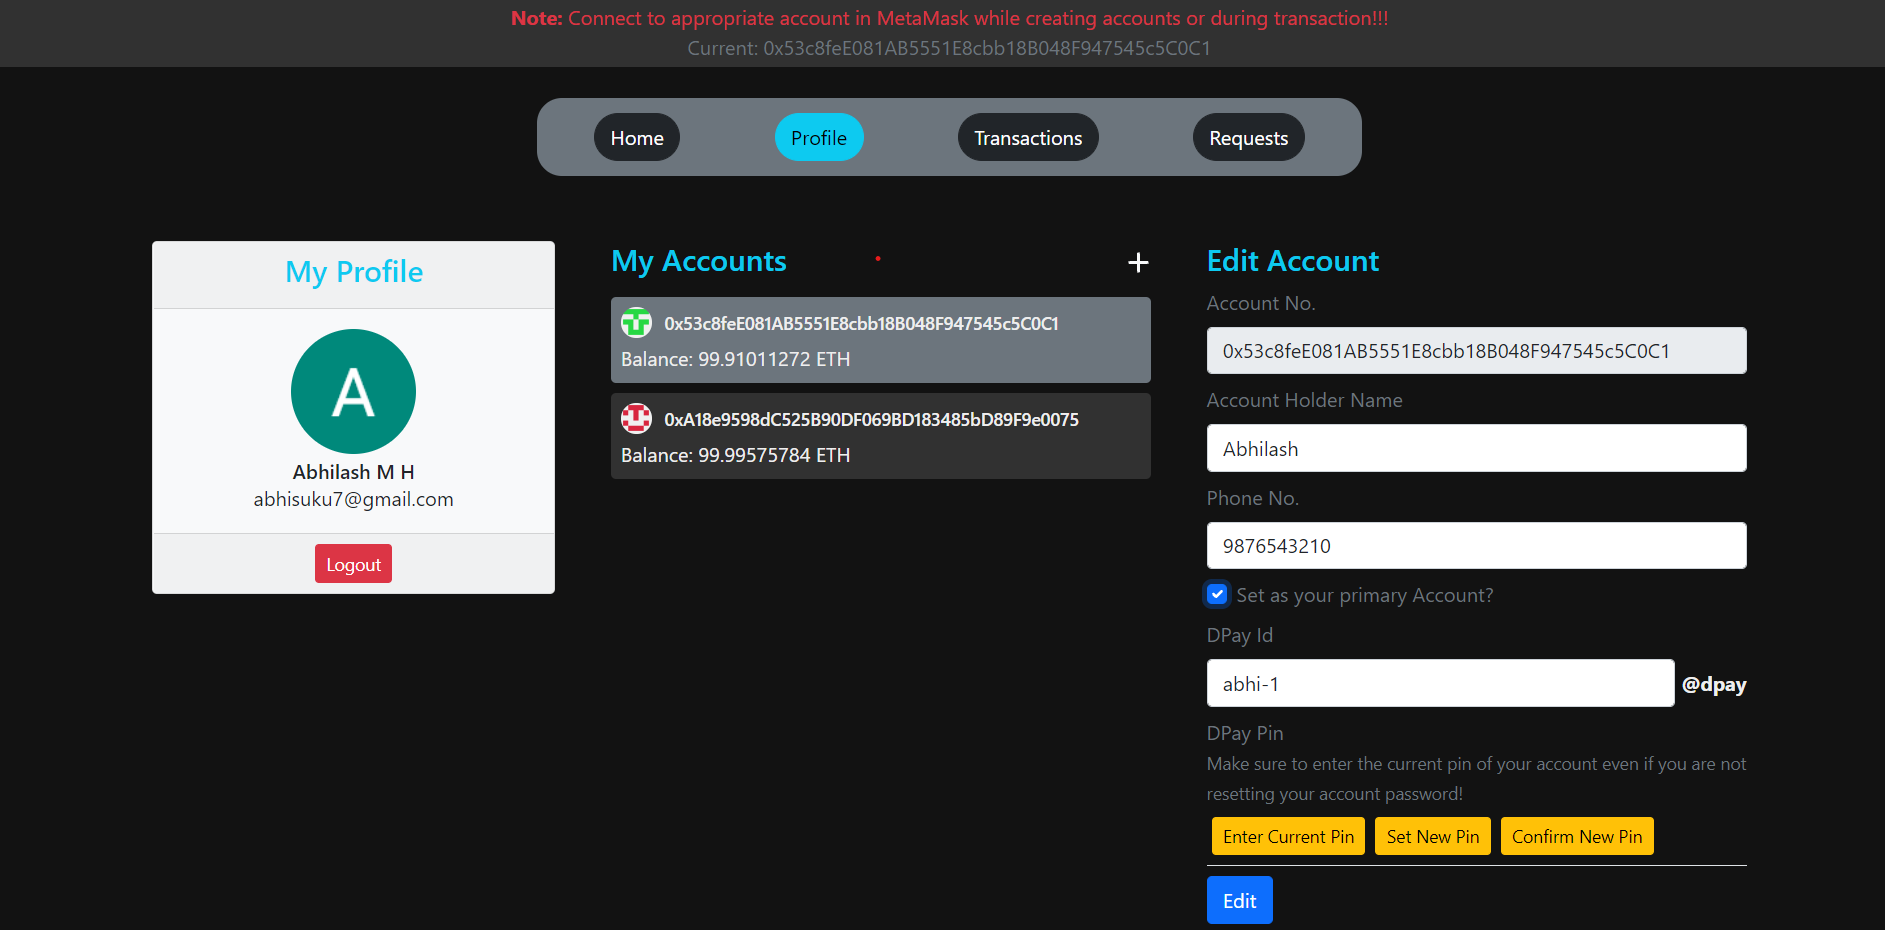 Note: Connect to appropriate account in MetaMask while creating accounts or during transaction!!!
Current: 0x53c8feE081AB5551E8cbb18B048F947545c5C0C1
Home
Profile
Transactions
Requests
My Profile
A
Abhilash M H
abhisuku7@gmail.com
Logout
My Accounts
0x53c8feE081AB5551E8cbb18B048F947545c5C0C1
Balance: 99.91011272 ETH
0xA18e9598dC525B90DF069BD183485bD89F9e0075
Balance: 99.99575784 ETH
Edit Account
Account No.
0x53c8feE081AB5551E8cbb18B048F947545c5C0C1
Account Holder Name
Abhilash
Phone No.
9876543210
Set as your primary Account?
DPay Id
abhi-1 @dpay
DPay Pin
Make sure to enter the current pin of your account even if you are not
resetting your account password!
Enter Current Pin
Set New Pin
Confirm New Pin
Edit